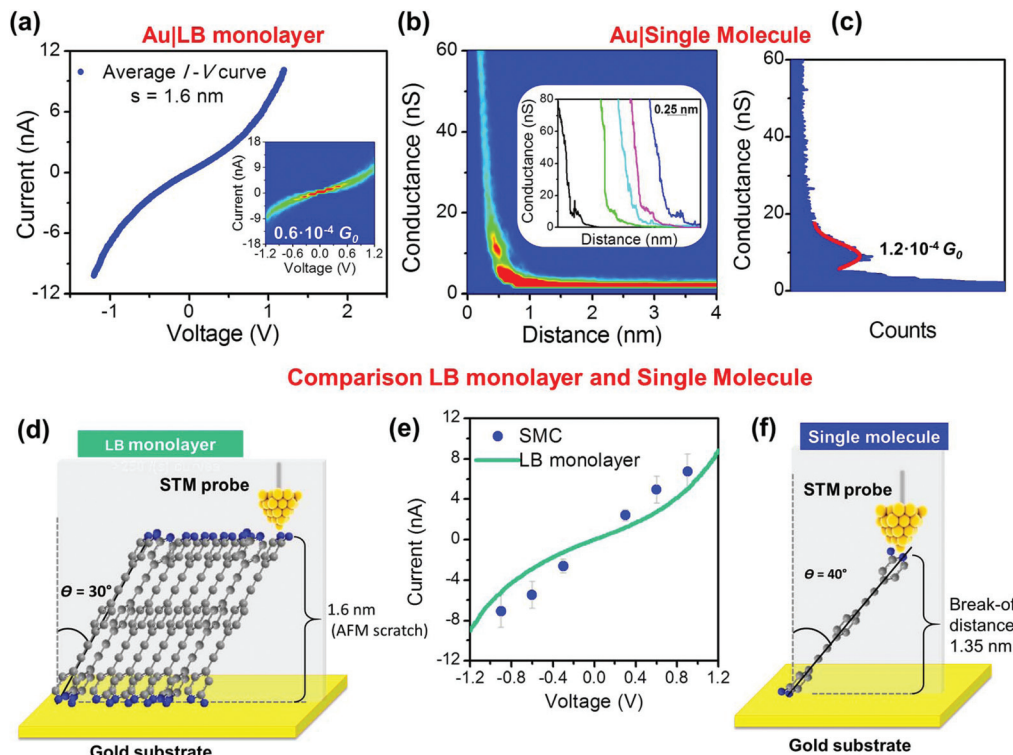 (a)
Au|LB monolayer
Current (nA)
12
6
0
-6
-12
Average I-V curve
s = 1.6 nm
Current (nA)
18
9
0
-9
-18
0.6·10-4 G0
-1.2 -0.6 0.0 0.6 1.2
Voltage (V)
-1 0 1 2
Voltage (V)
(b)
Au|Single Molecule
Conductance (nS)
60
40
20
0
Conductance (nS)
80
60
40
20
0
0.25 nm
Distance (nm)
0 1 2 3 4
Distance (nm)
(c)
Conductance (nS)
60
40
20
0
1.2·10-4 G0
Counts
Comparison LB monolayer and Single Molecule
(d)
LB monolayer
STM probe
Θ = 30°
1.6 nm
(AFM scratch)
Gold substrate
(e)
Current (nA)
12
8
4
0
-4
-8
-12
SMC
LB monolayer
-1.2 -0.8 -0.4 0.0 0.4 0.8 1.2
Voltage (V)
(f)
Single molecule
STM probe
Θ = 40°
Break-of
distance
1.35 nm
Gold substrate